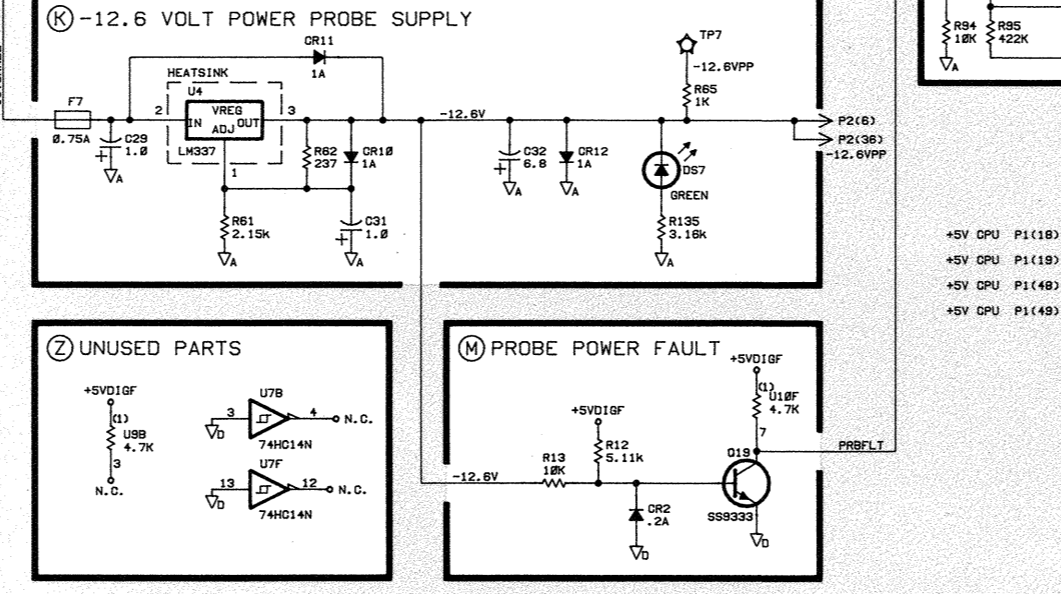 K -12.6 VOLT POWER PROBE SUPPLY
CR11
1A
HEATSINK
U4
F7
0.75A
C29
1.0
+
A
2
IN
VREG
OUT
ADJ
3
LM337
1
R62
237
CR10
1A
R61
2.15k
A
C31
1.0
+
A
-12.6V
C32
6.8
+
A
CR12
1A
A
TP7
-12.6VPP
R65
1K
DS7
GREEN
R135
3.16k
A
P2(6)
P2(36)
-12.6VPP
R94
10K
R95
422K
A
+5V CPU P1(18)
+5V CPU P1(19)
+5V CPU P1(48)
+5V CPU P1(49)
Z UNUSED PARTS
+5VDIGF
(1)
U9B
4.7K
3
N.C.
U7B
3
4
N.C.
D
74HC14N
U7F
13
12
N.C.
D
74HC14N
M PROBE POWER FAULT
+5VDIGF
(1)
U10F
4.7K
7
+5VDIGF
R12
5.11k
R13
10K
-12.6V
CR2
.2A
D
Q19
SS9333
D
PRBFLT